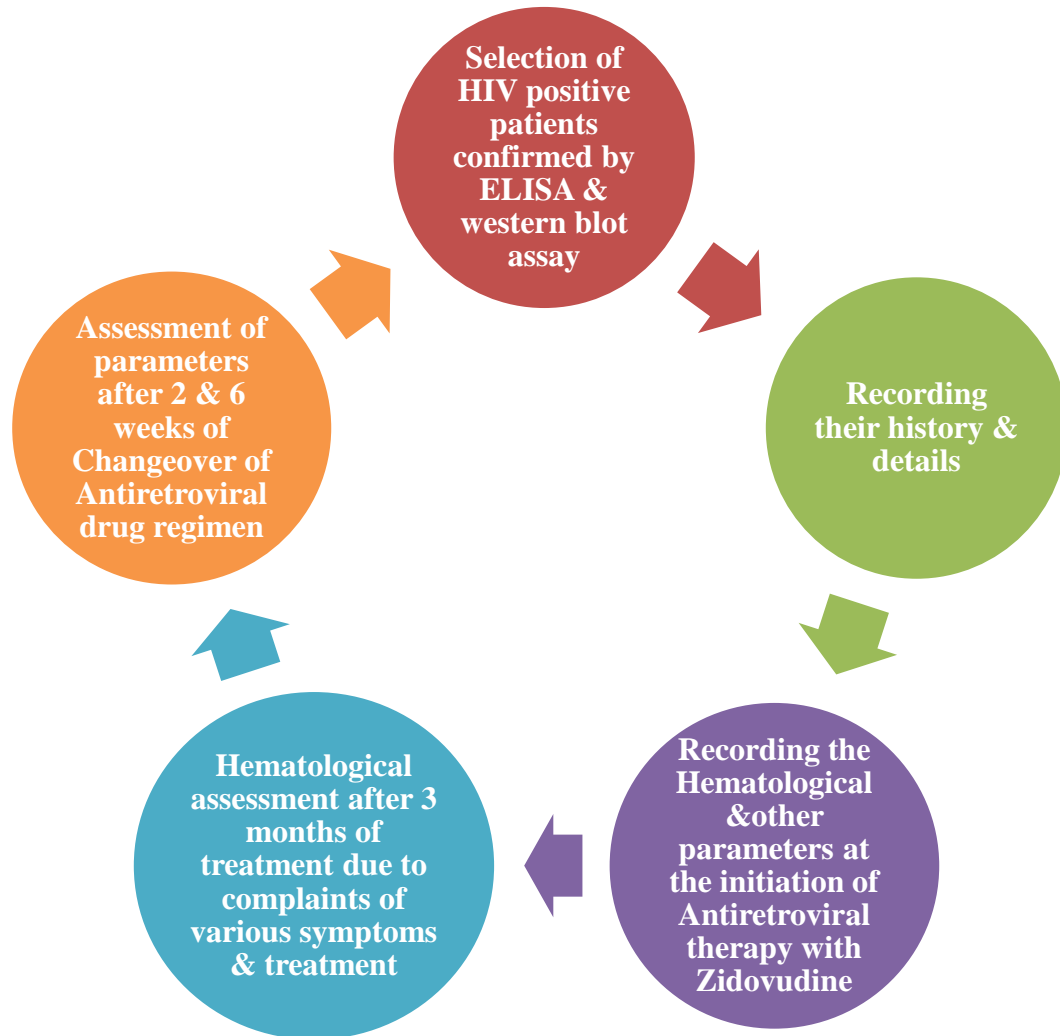 Selection of
HIV positive
patients
confirmed by
ELISA &
western blot
assay
Recording
their history &
details
Recording the
Hematological
&other
parameters at
the initiation of
Antiretroviral
therapy with
Zidovudine
Hematological
assessment after 3
months of
treatment due to
complaints of
various symptoms
& treatment
Assessment of
parameters
after 2 & 6
weeks of
Changeover of
Antiretroviral
drug regimen